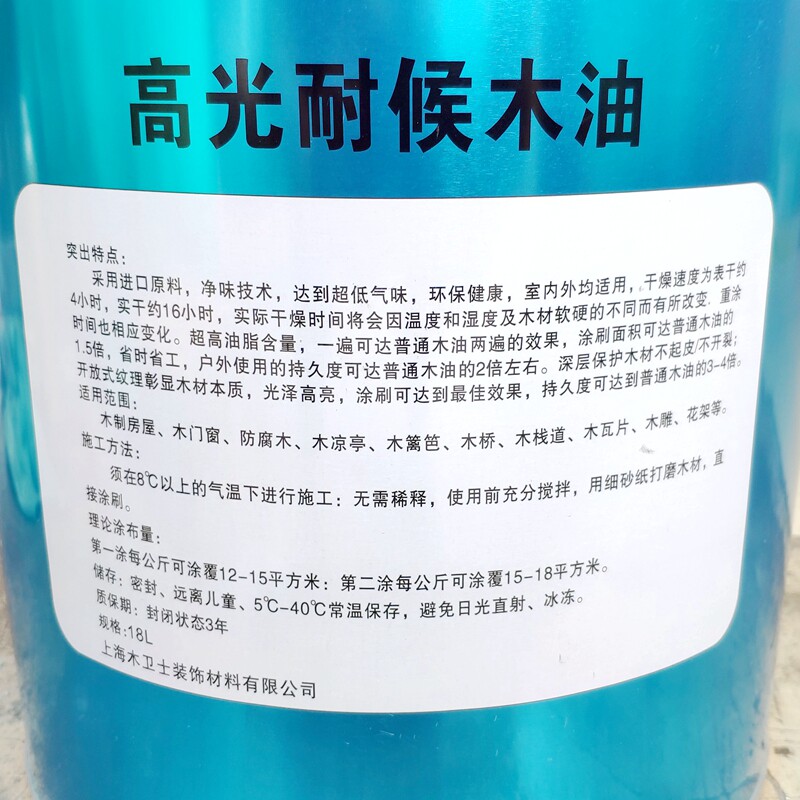 高光耐候木油
突出特点：
采用进口原料，净味技术，达到超低气味，环保健康，室内外均适用，干燥速度为表干约
4小时，实干约16小时，实际干燥时间将会因温度和湿度及木材软硬的不同而有所改变.重涂
时间也相应变化。超高油脂含量，一遍可达普通木油两遍的效果，涂刷面积可达普通木油的
1.5倍，省时省工，户外使用的持久度可达普通木油的2倍左右。深层保护木材不起皮/不开裂；
开放式纹理彰显木材本质，光泽高亮，涂刷可达到最佳效果，持久度可达到普通木油的3-4倍。
适用范围：
木制房屋、木门窗、防腐木、木凉亭、木篱笆、木桥、木栈道、木瓦片、木雕、花架等。
施工方法：
须在8℃以上的气温下进行施工：无需稀释，使用前充分搅拌，用细砂纸打磨木材，直
接涂刷。
理论涂布量：
第一涂每公斤可涂覆12-15平方米：第二涂每公斤可涂覆15-18平方米。
储存：密封、远离儿童、5℃-40℃常温保存，避免日光直射、冰冻。
质保期：封闭状态3年
规格:18L
上海木卫士装饰材料有限公司